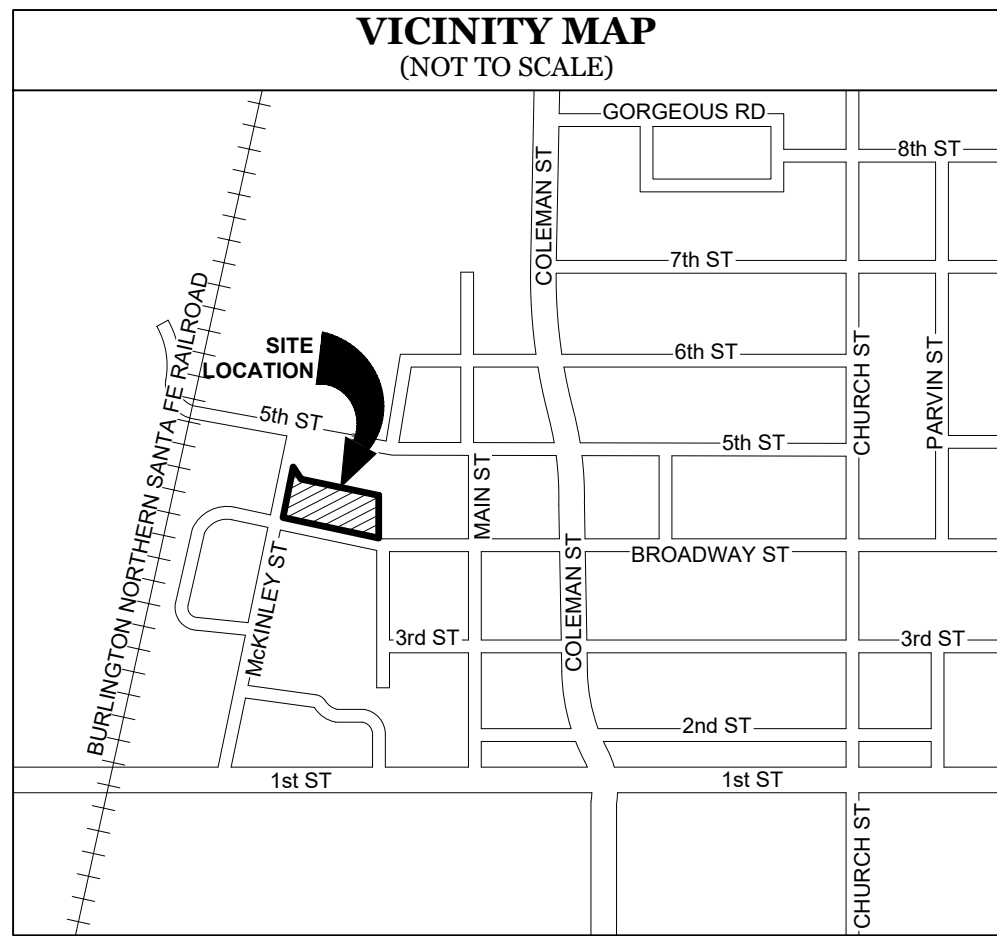 VICINITY MAP
(NOT TO SCALE)
GORGEOUS RD
8th ST
COLEMAN ST
7th ST
BURLINGTON NORTHERN SANTA FE RAILROAD
SITE
LOCATION
6th ST
CHURCH ST
PARVIN ST
5th ST
5th ST
MAIN ST
BROADWAY ST
McKINLEY ST
COLEMAN ST
3rd ST
3rd ST
2nd ST
1st ST
1st ST
CHURCH ST